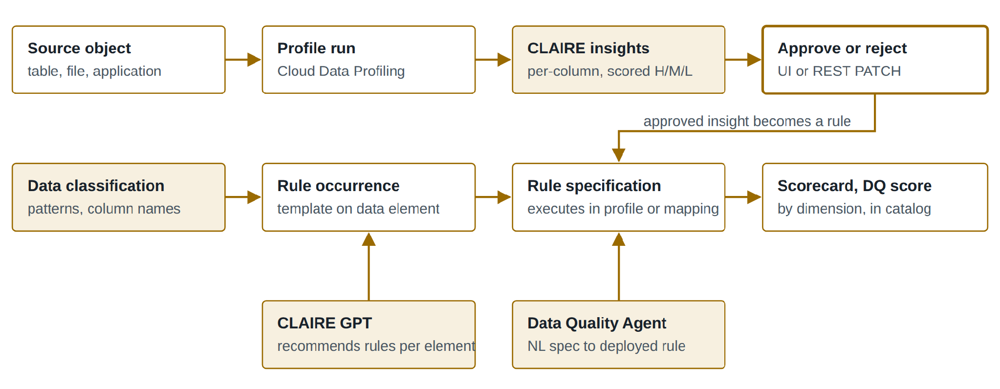 Source object
table, file, application
Profile run
Cloud Data Profiling
CLAIRE insights
per-column, scored H/M/L
Approve or reject
UI or REST PATCH
approved insight becomes a rule
Data classification
patterns, column names
Rule occurrence
template on data element
Rule specification
executes in profile or mapping
Scorecard, DQ score
by dimension, in catalog
CLAIRE GPT
recommends rules per element
Data Quality Agent
NL spec to deployed rule